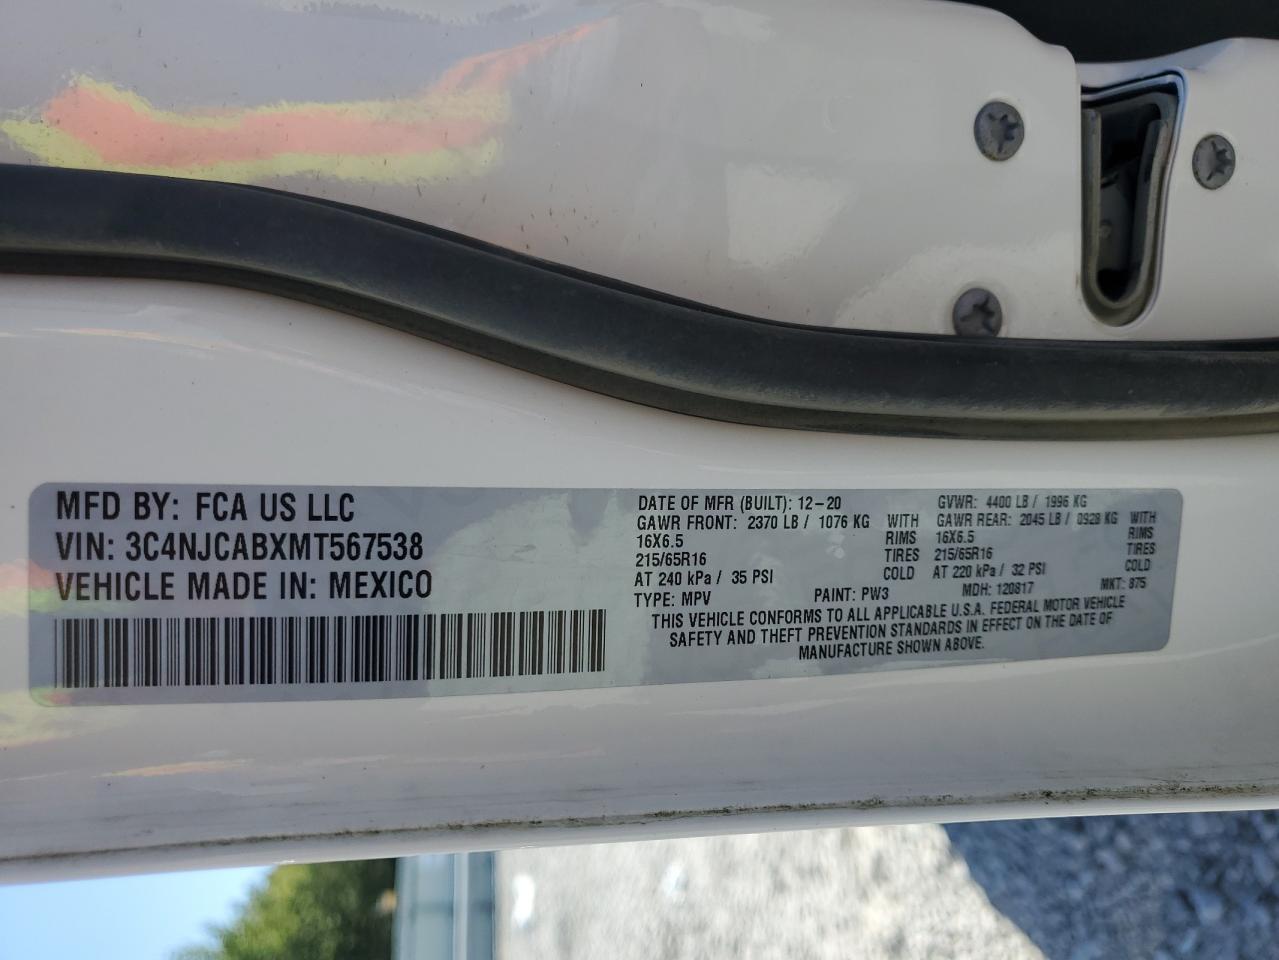 MFD BY: FCA US LLC
VIN: 3C4NJCABXMT567538
VEHICLE MADE IN: MEXICO
DATE OF MFR (BUILT): 12-20 GVWR: 4400 LB / 1996 KG
GAWR FRONT: 2370 LB / 1076 KG WITH GAWR REAR: 2045 LB / 0928 KG WITH
16X6.5 RIMS 16X6.5 RIMS
215/65R16 TIRES 215/65R16 TIRES
AT 240 kPa / 35 PSI COLD AT 220 kPa / 32 PSI COLD
TYPE: MPV PAINT: PW3 MDH: 120817 MKT: 875
THIS VEHICLE CONFORMS TO ALL APPLICABLE U.S.A. FEDERAL MOTOR VEHICLE
SAFETY AND THEFT PREVENTION STANDARDS IN EFFECT ON THE DATE OF
MANUFACTURE SHOWN ABOVE.